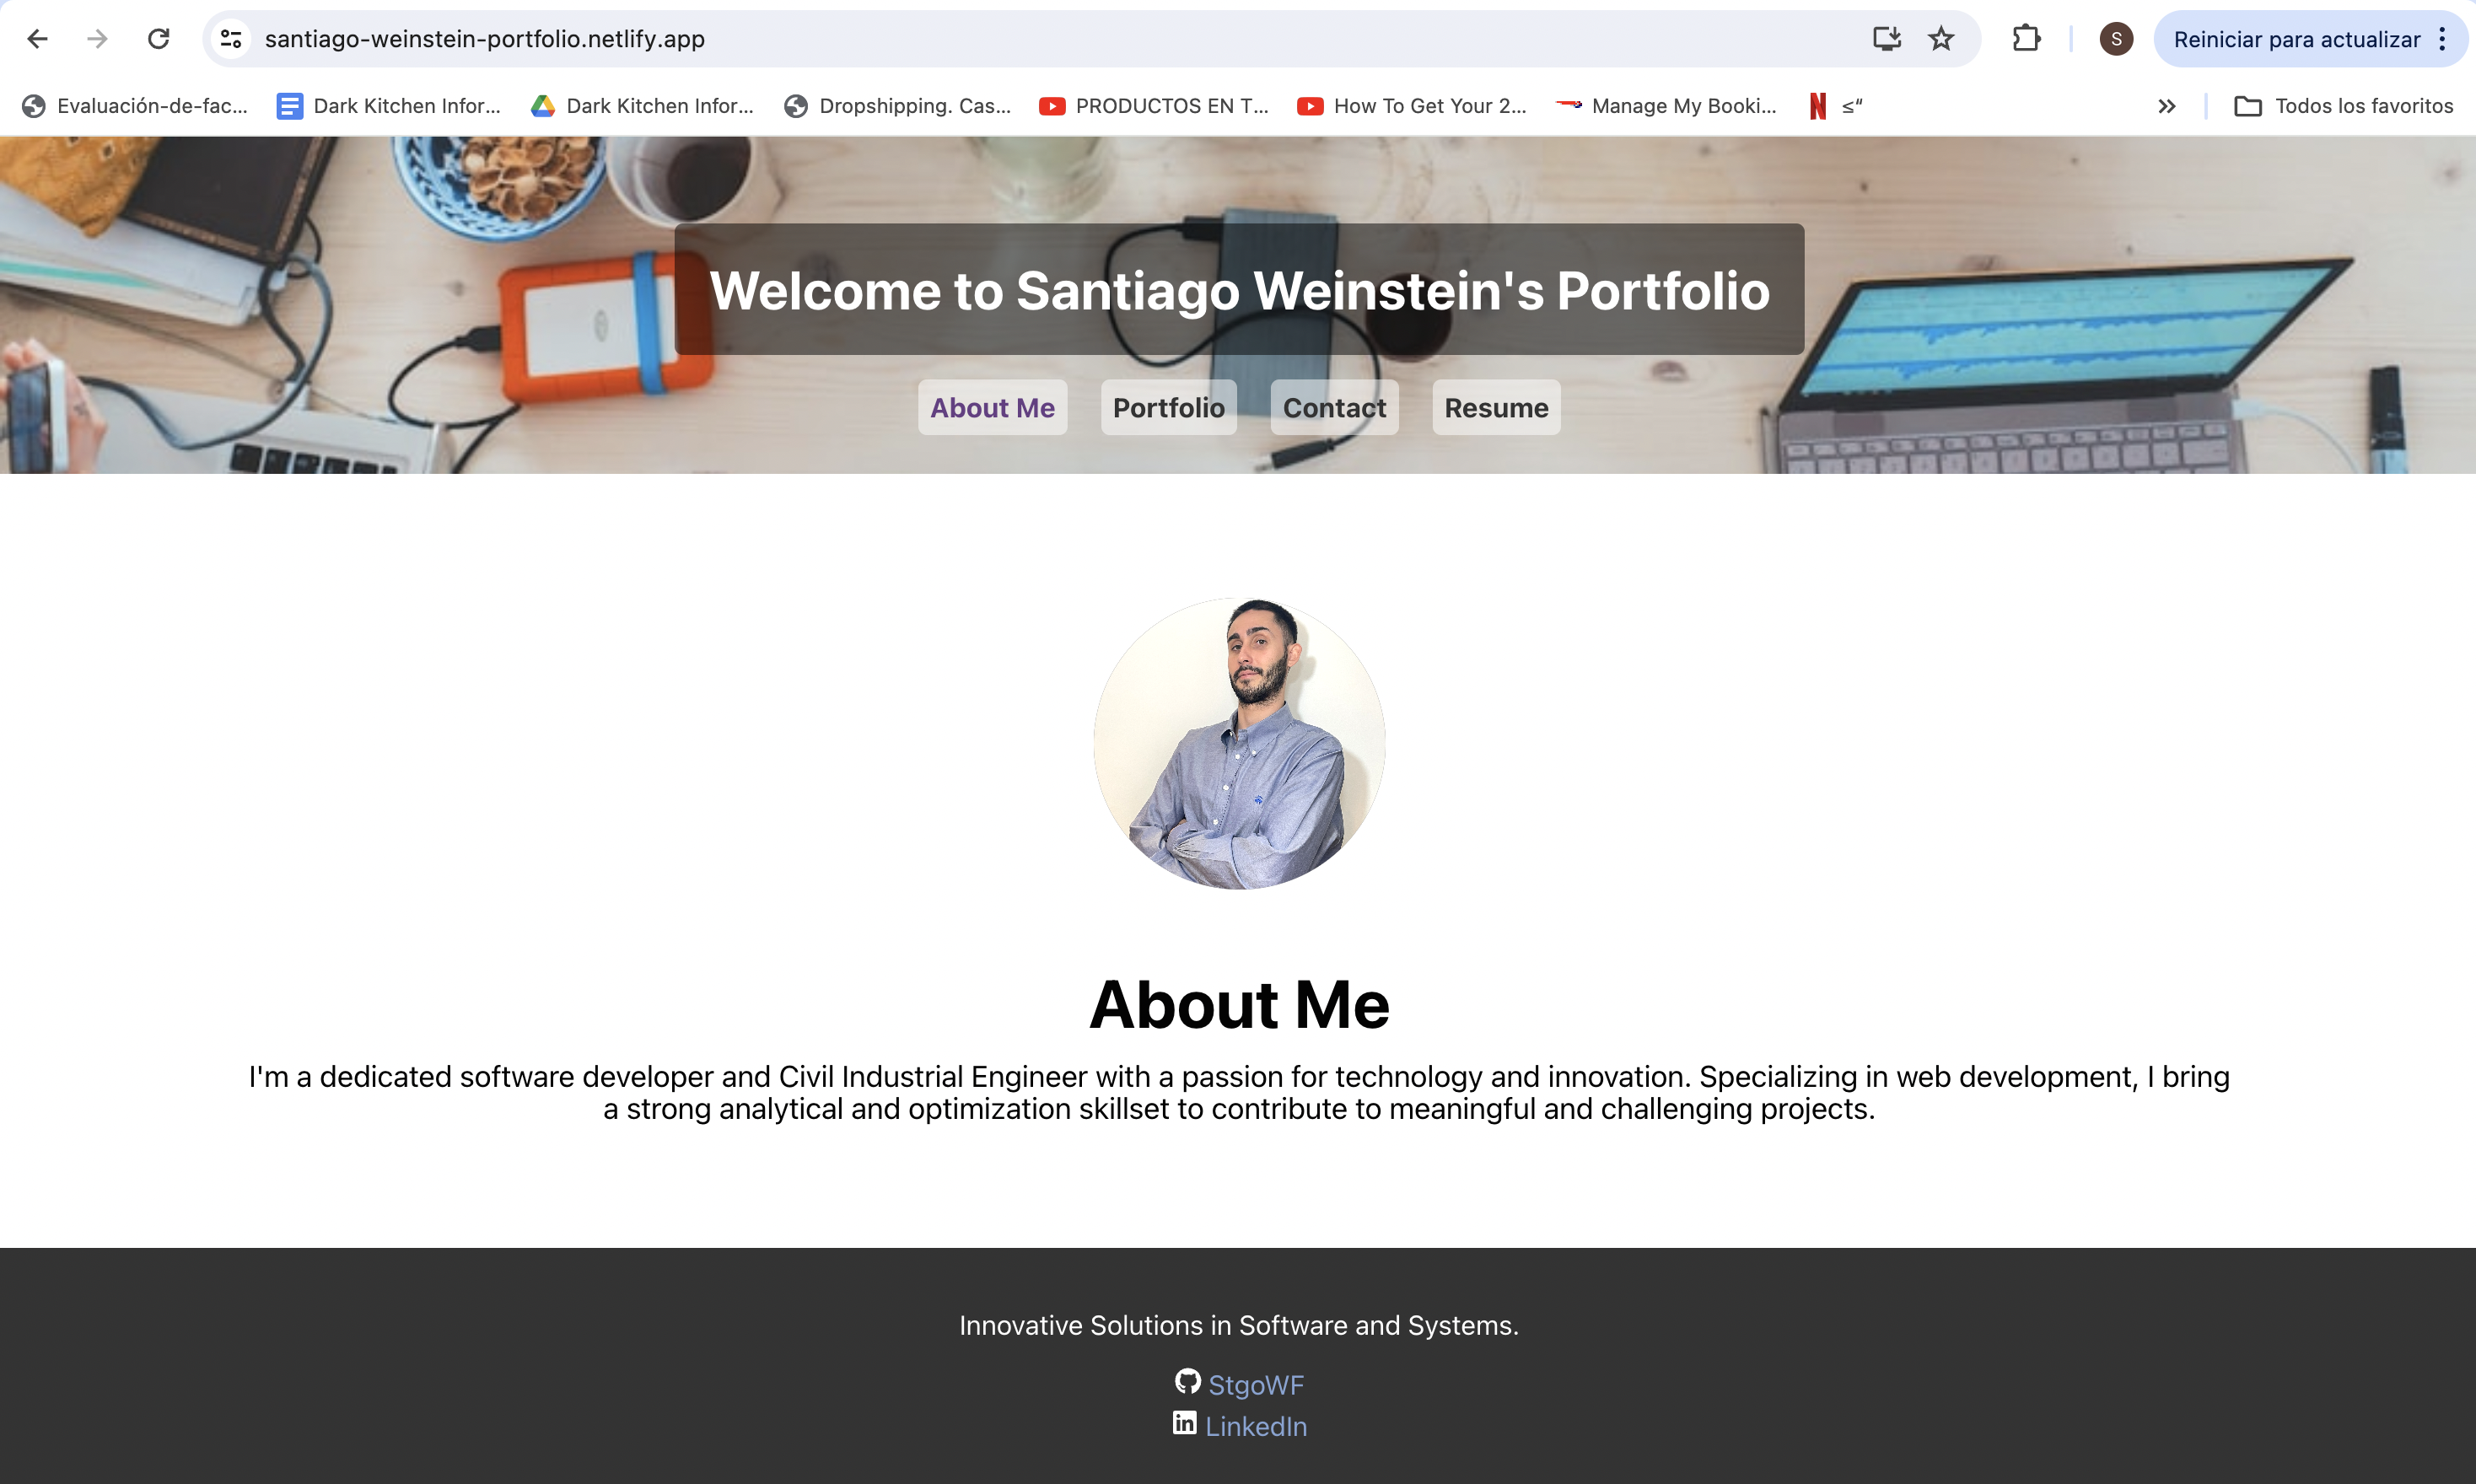 santiago-weinstein-portfolio.netlify.app
S
Reiniciar para actualizar
Evaluación-de-fac...
Dark Kitchen Infor...
Dark Kitchen Infor...
Dropshipping. Cas...
PRODUCTOS EN T...
How To Get Your 2...
Manage My Booki...
≤“
Todos los favoritos
Welcome to Santiago Weinstein's Portfolio
About Me
Portfolio
Contact
Resume
About Me
I'm a dedicated software developer and Civil Industrial Engineer with a passion for technology and innovation. Specializing in web development, I bring
a strong analytical and optimization skillset to contribute to meaningful and challenging projects.
Innovative Solutions in Software and Systems.
StgoWF
LinkedIn